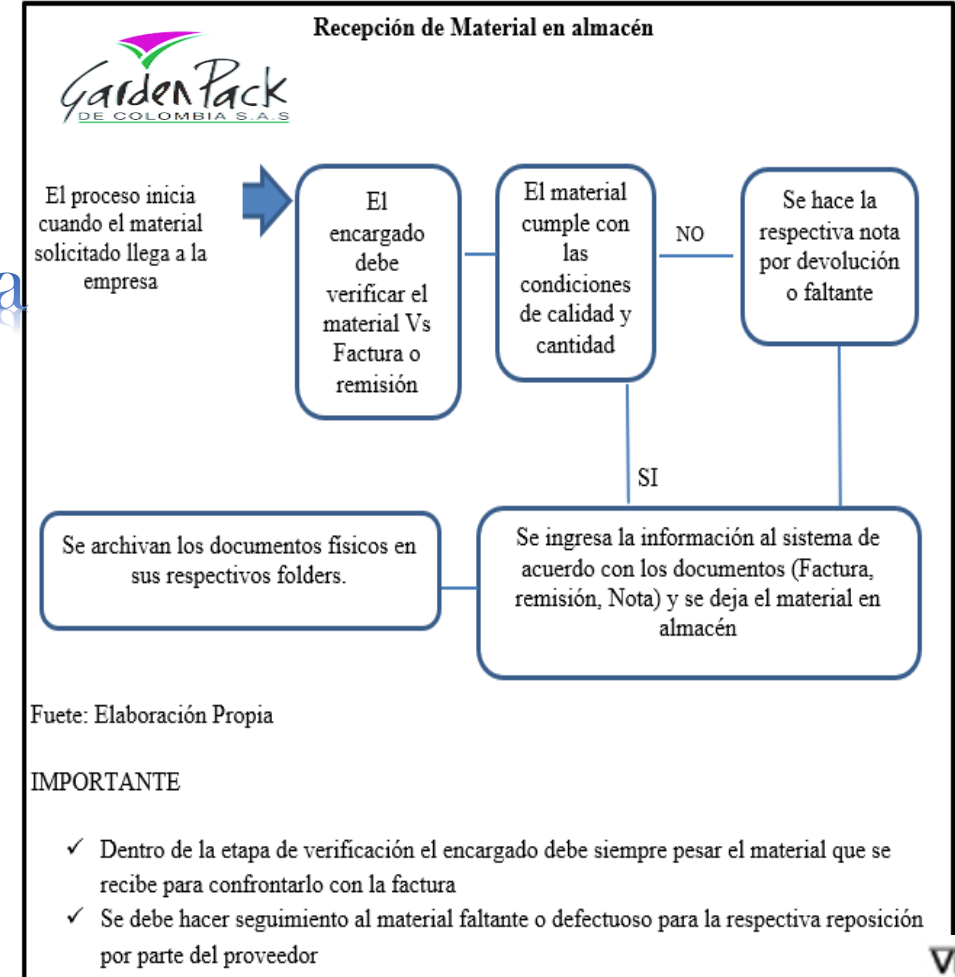 Recepción de Material en almacén
Garden Pack
DE COLOMBIA S.A.S
El proceso inicia
cuando el material
solicitado llega a la
empresa
El
encargado
debe
verificar el
material Vs
Factura o
remisión
El material
cumple con
las
condiciones
de calidad y
cantidad
NO
Se hace la
respectiva nota
por devolución
o faltante
SI
Se ingresa la información al sistema de
acuerdo con los documentos (Factura,
remisión, Nota) y se deja el material en
almacén
Se archivan los documentos físicos en
sus respectivos folders.
a
Fuete: Elaboración Propia
IMPORTANTE
✓ Dentro de la etapa de verificación el encargado debe siempre pesar el material que se
recibe para confrontarlo con la factura
✓ Se debe hacer seguimiento al material faltante o defectuoso para la respectiva reposición
por parte del proveedor